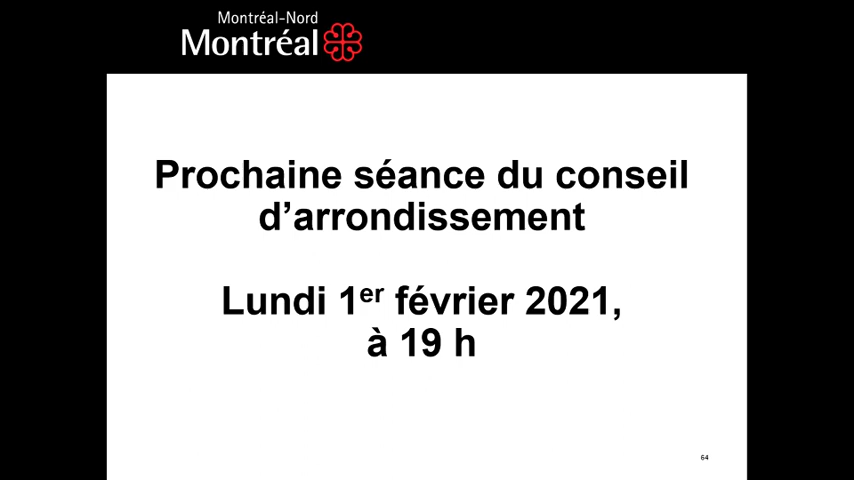 Montréal-Nord
Montréal
Prochaine séance du conseil
d’arrondissement
Lundi 1er février 2021,
à 19 h
64